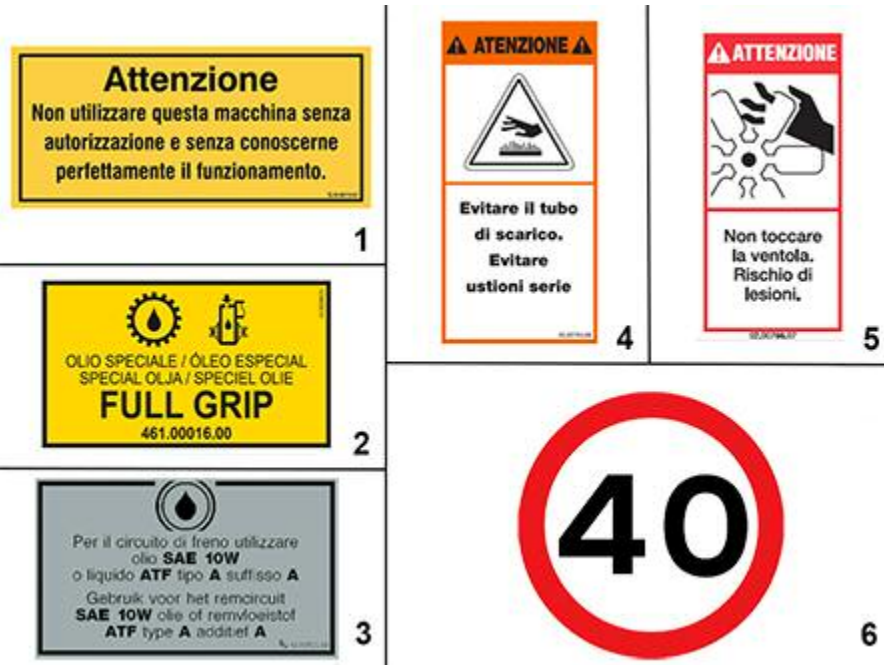 Attenzione
Non utilizzare questa macchina senza
autorizzazione e senza conoscerne
perfettamente il funzionamento.
1
OLIO SPECIALE / ÓLEO ESPECIAL
SPECIAL OLJA / SPECIEL OLIE
FULL GRIP
461.00016.00
2
Per il circuito di freno utilizzare
olio SAE 10W
o liquido ATF tipo A suffisso A
Gebruik voor het remcircuit
SAE 10W olie of remvloeistof
ATF type A additief A
3
ATENZIONE
Evitare il tubo
di scarico.
Evitare
ustioni serie
4
ATTENZIONE
Non toccare
la ventola.
Rischio di
lesioni.
5
40
6